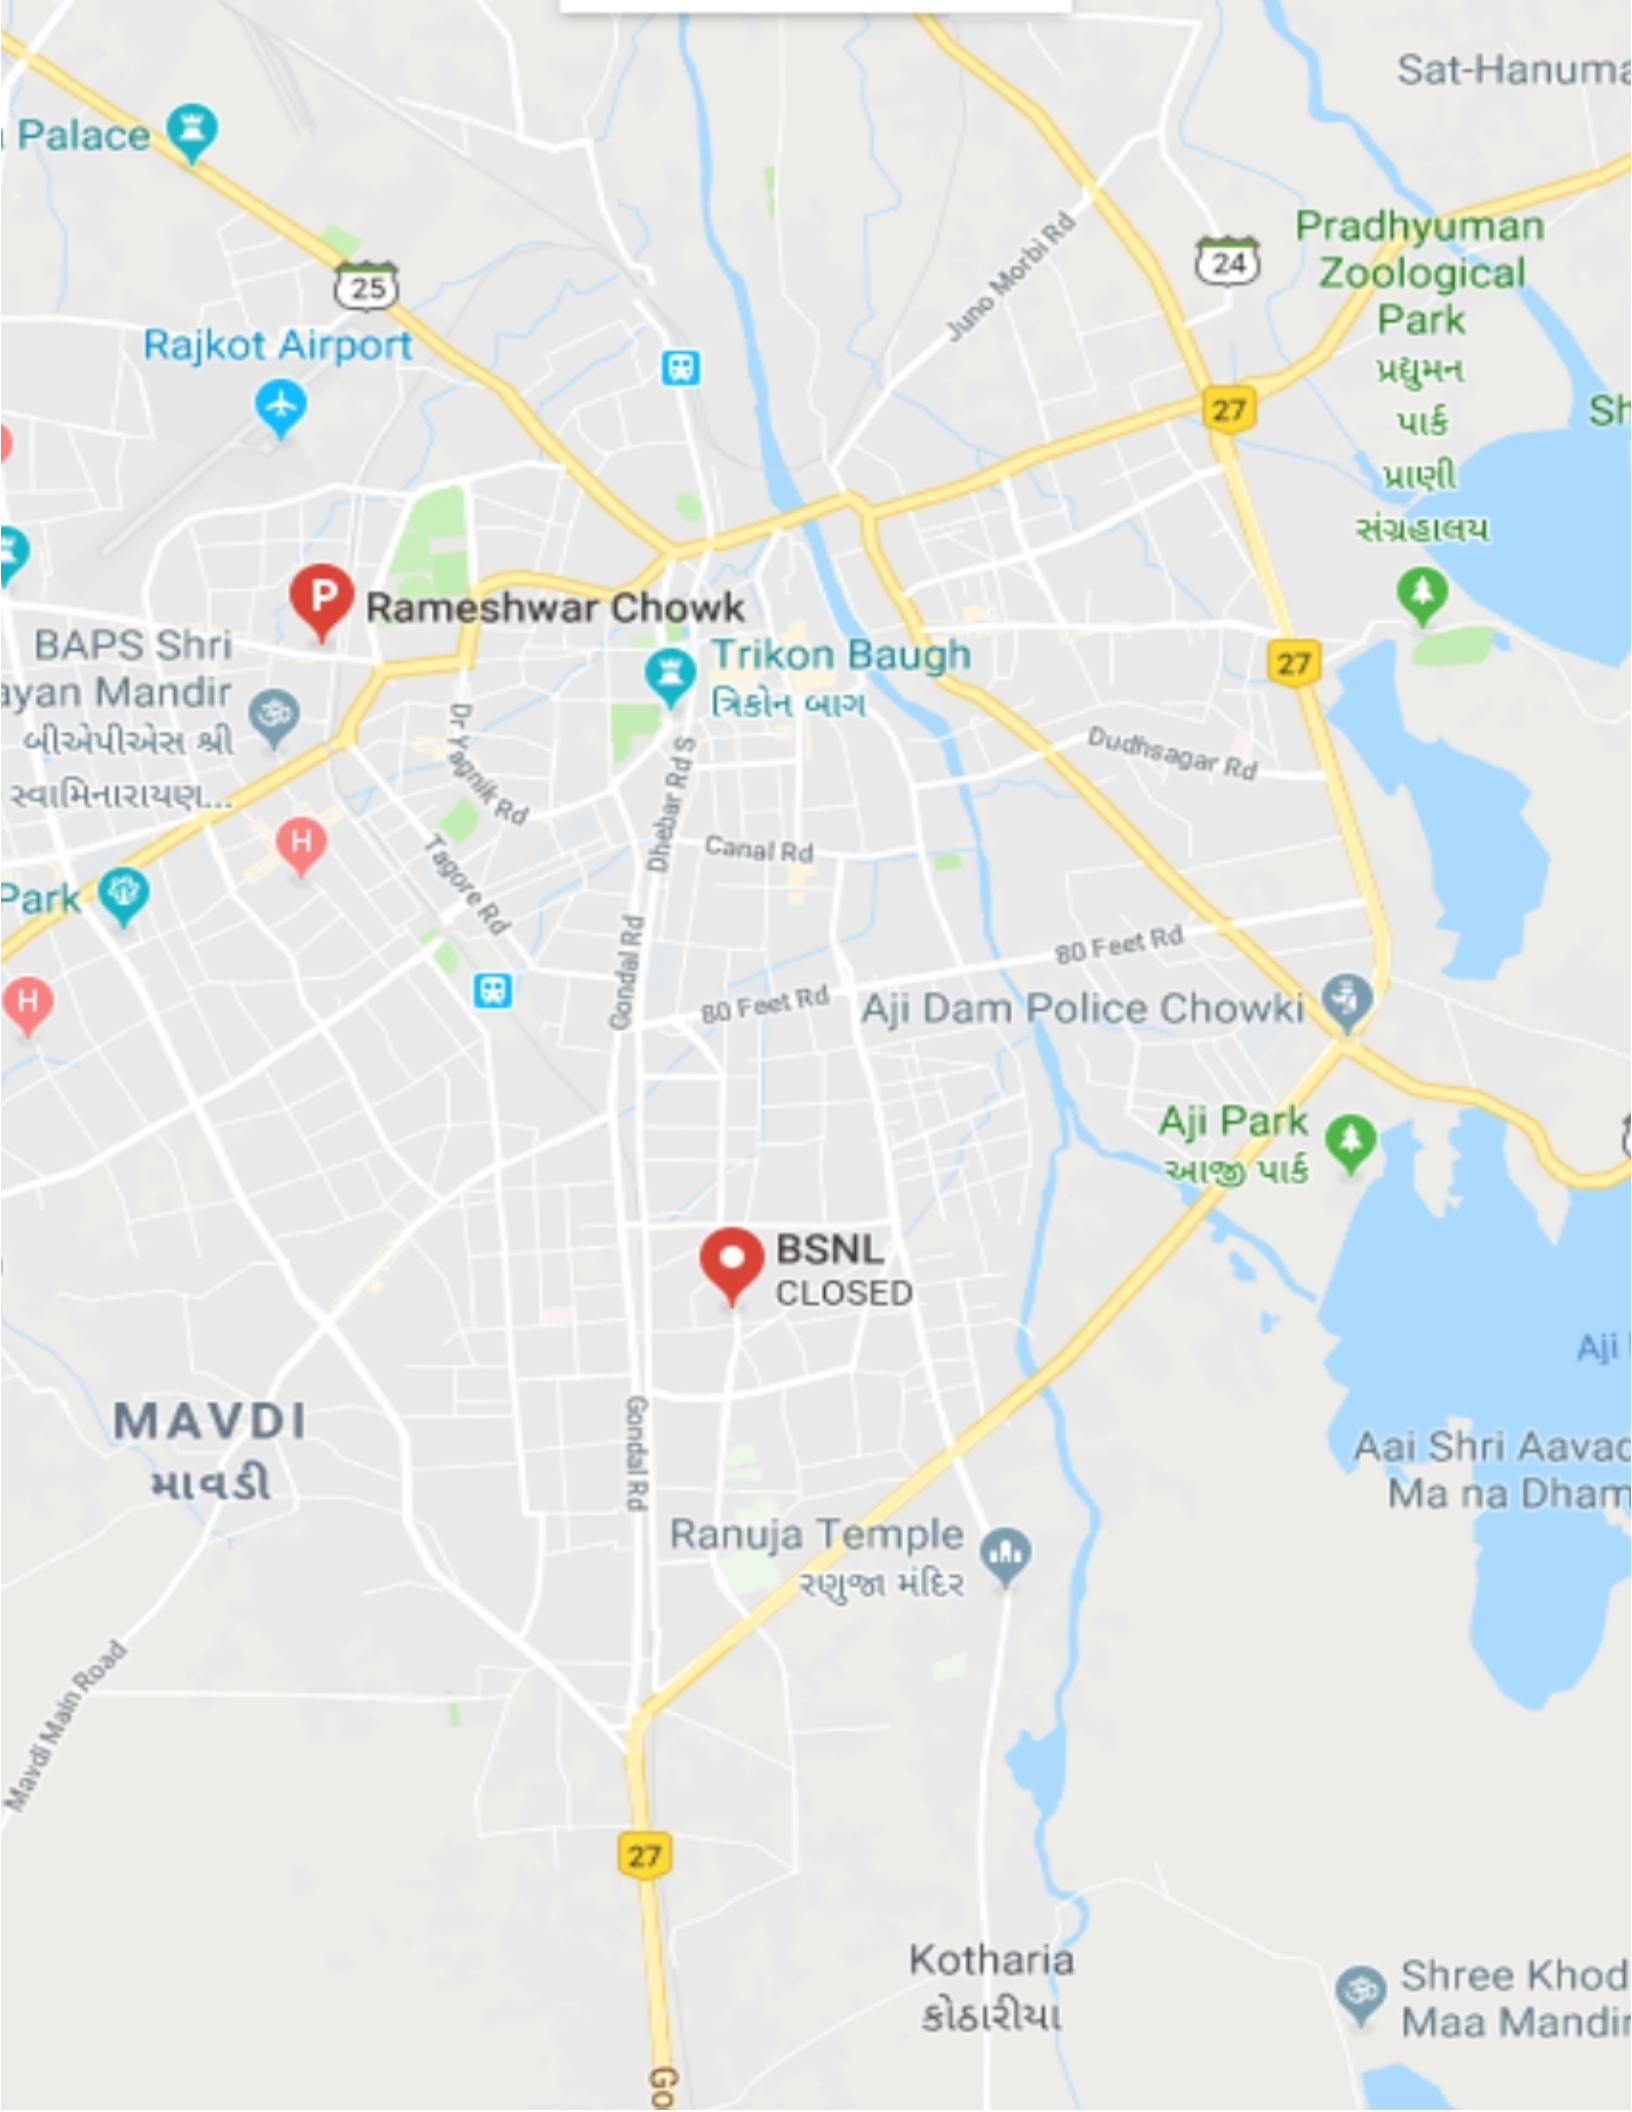 Sat-Hanuma
Palace
25
24
Juno Morbi Rd
Pradhyuman
Zoological
Park
પ્રદ્યુમન
પાર્ક
પ્રાણી
સંગ્રહાલય
Rajkot Airport
27
Sh
P
Rameshwar Chowk
BAPS Shri
ayan Mandir
બીએપીએસ શ્રી
સ્વામિનારાયણ...
Trikon Baugh
ત્રિકોન બાગ
27
Dr Yagnik Rd
Dhebar Rd S
Dudhsagar Rd
H
Tagore Rd
Canal Rd
Park
Gondal Rd
80 Feet Rd
H
80 Feet Rd
Aji Dam Police Chowki
Aji Park
આજી પાર્ક
BSNL
CLOSED
Aji
MAVDI
માવડી
Gondal Rd
Aai Shri Aavad
Ma na Dham
Ranuja Temple
રણુજા મંદિર
Mavdi Main Road
27
Kotharia
કોઠારીયા
Shree Khod
Maa Mandir
Go